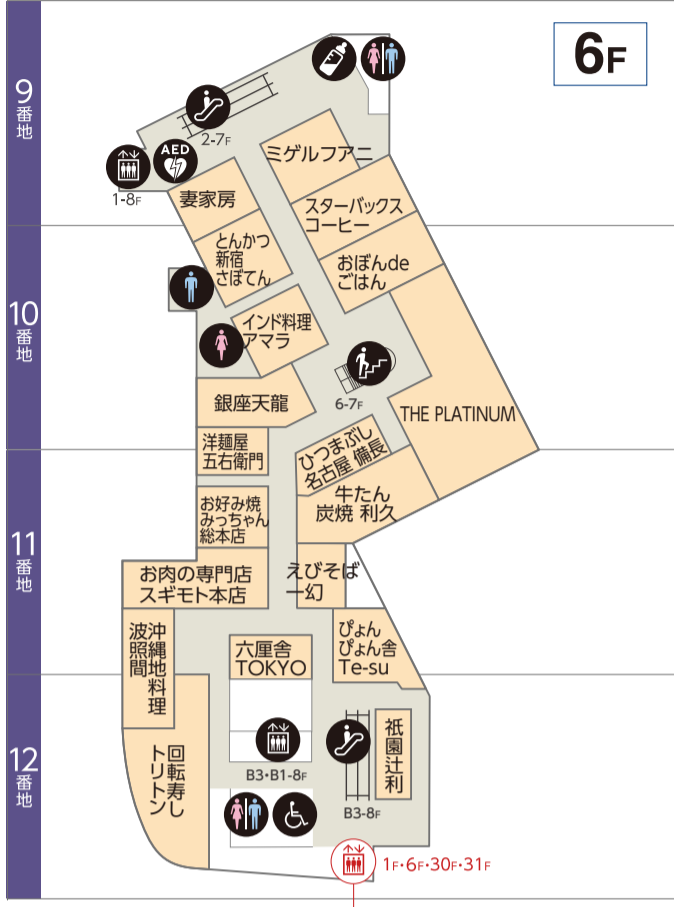 6F
9
番地
2-7F
AED
1-8F
ミゲルフアニ
妻家房
スターバックス
コーヒー
とんかつ
新宿
さぼてん
おぼんde
ごはん
10
番地
インド料理
アマラ
6-7F
銀座天龍
THE PLATINUM
洋麺屋
五右衛門
ひつまぶし
名古屋 備長
牛たん
炭焼 利久
お好み焼
みっちゃん
総本店
11
番地
お肉の専門店
スギモト本店
えびそば
一幻
沖縄地料理
波照間
六厘舎
TOKYO
ぴょん
ぴょん舎
Te-su
12
番地
回転寿し
トリトン
祇園辻利
B3・B1-8F
B3-8F
1F・6F・30F・31F